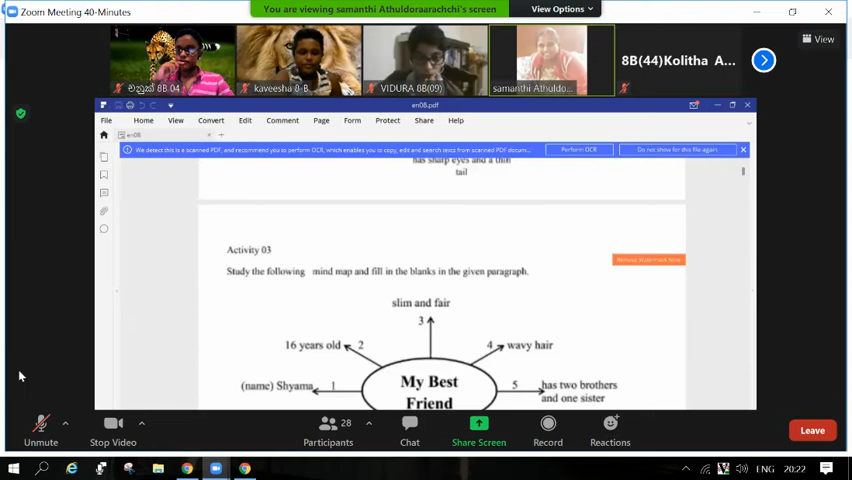 Zoom Meeting 40-Minutes
You are viewing samanthi Athuldoraarachchi's screen
View Options
View
චනුක් 8B 04
kaveesha 8-B
VIDURA 8B(09)
samanthi Athuldo...
8B(44)Kolitha A...
en08.pdf
File
Home
View
Convert
Edit
Comment
Page
Form
Protect
Share
Help
en08
We detect this is a scanned PDF, and recommend you to perform OCR, which enables you to copy, edit and search texts from scanned PDF documen...
Perform OCR
Do not show for this file again
has sharp eyes and a thin
tail
Activity 03
Remove Watermark Now
Study the following mind map and fill in the blanks in the given paragraph.
slim and fair
3
16 years old 2
4 wavy hair
(name) Shyama 1
My Best
Friend
5 has two brothers
and one sister
Unmute
Stop Video
28
Participants
Chat
Share Screen
Record
Reactions
Leave
ENG
20:22